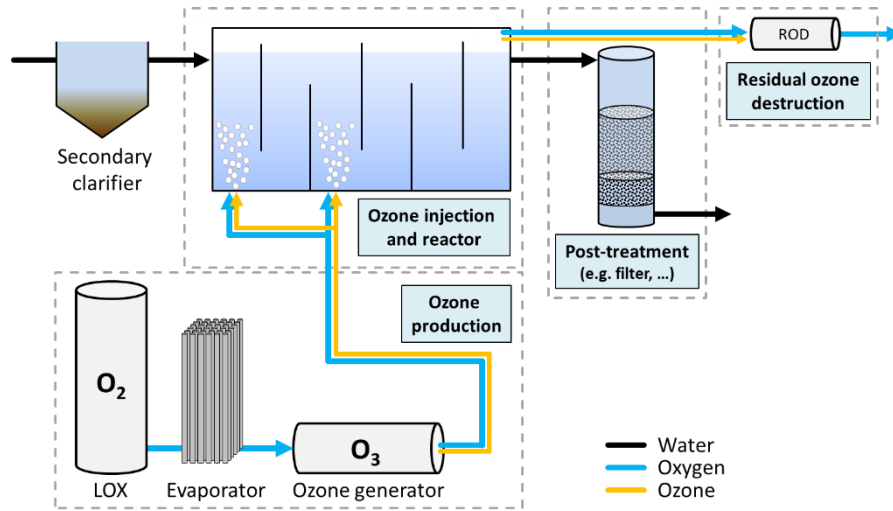 ROD
Residual ozone
destruction
Secondary
clarifier
Ozone injection
and reactor
Post-treatment
(e.g. filter, ...)
Ozone
production
O₂
O₃
LOX
Evaporator
Ozone generator
Water
Oxygen
Ozone